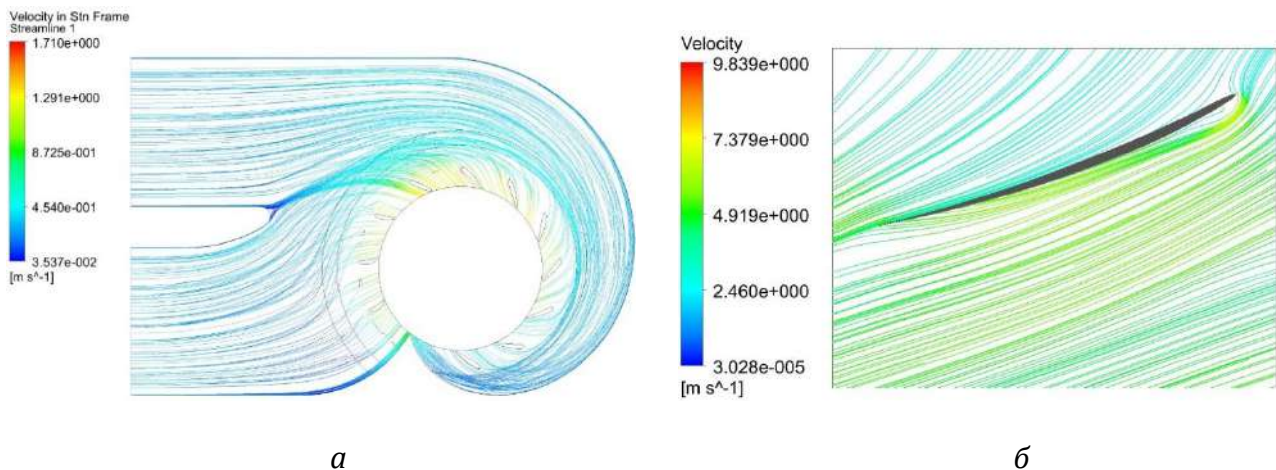 Velocity in Stn Frame
Streamline 1
1.710e+000
1.291e+000
8.725e-001
4.540e-001
3.537e-002
[m s^-1]
Velocity
9.839e+000
7.379e+000
4.919e+000
2.460e+000
3.028e-005
[m s^-1]
а
б